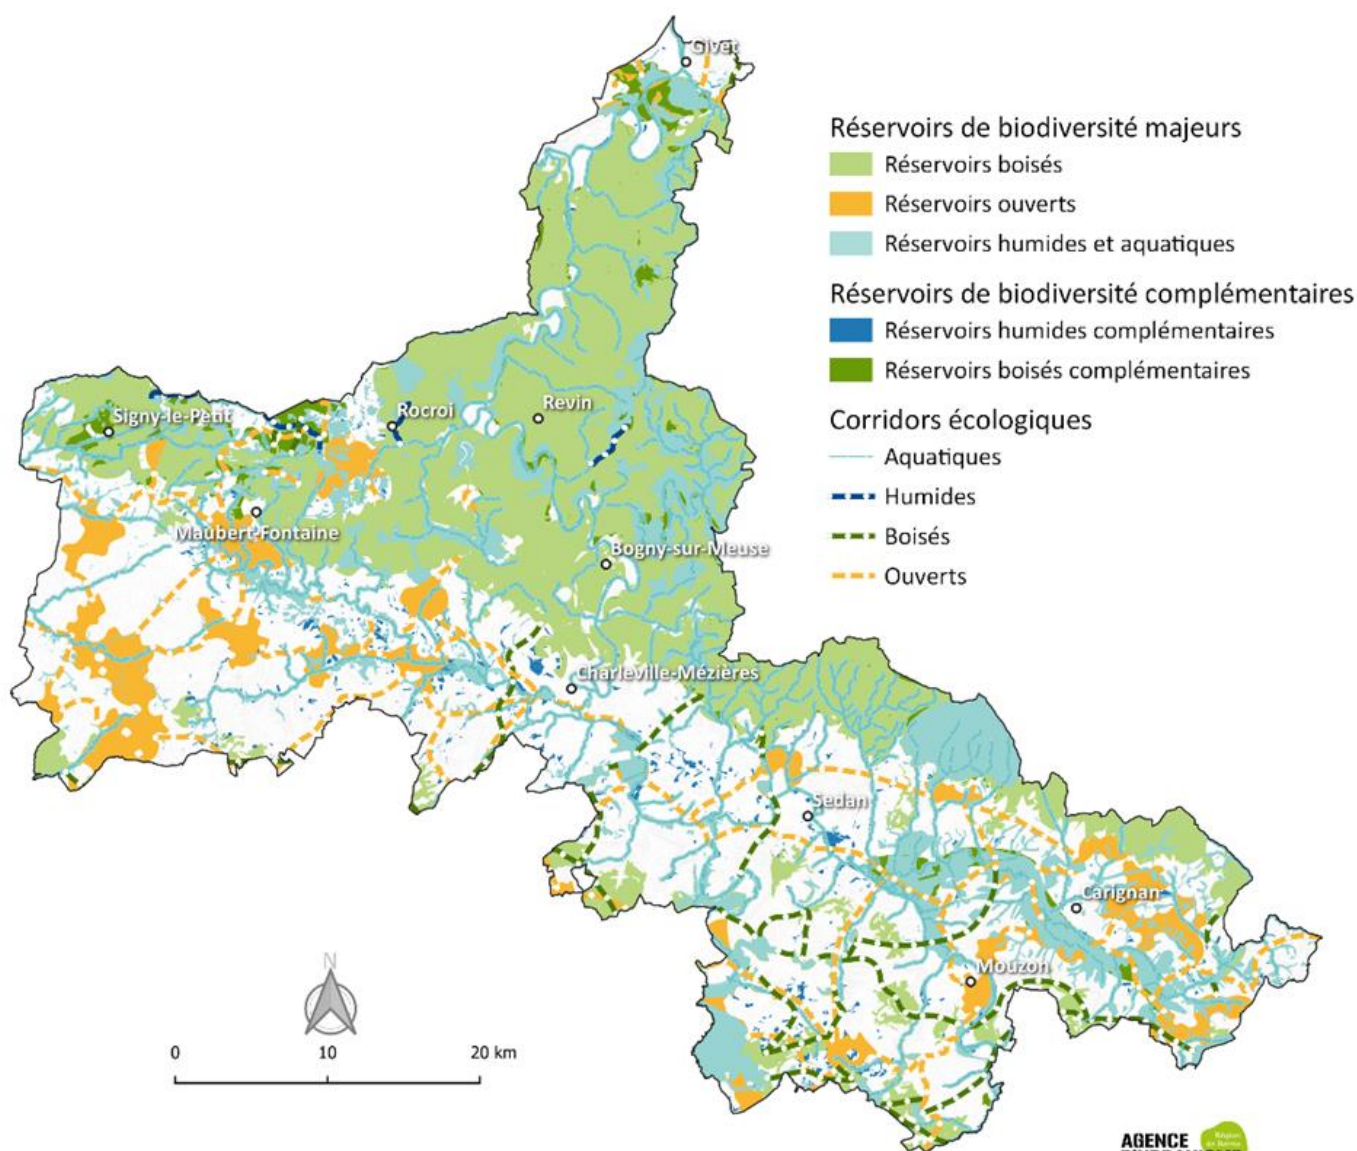 Givet
Réservoirs de biodiversité majeurs
Réservoirs boisés
Réservoirs ouverts
Réservoirs humides et aquatiques
Réservoirs de biodiversité complémentaires
Réservoirs humides complémentaires
Réservoirs boisés complémentaires
Corridors écologiques
Aquatiques
Humides
Boisés
Ouverts
Signy-le-Petit
Rocroi
Revin
Maubert-Fontaine
Bogny-sur-Meuse
Charleville-Mézières
Sedan
Carignan
Mouzon
N
0 10 20 km
AGENCE